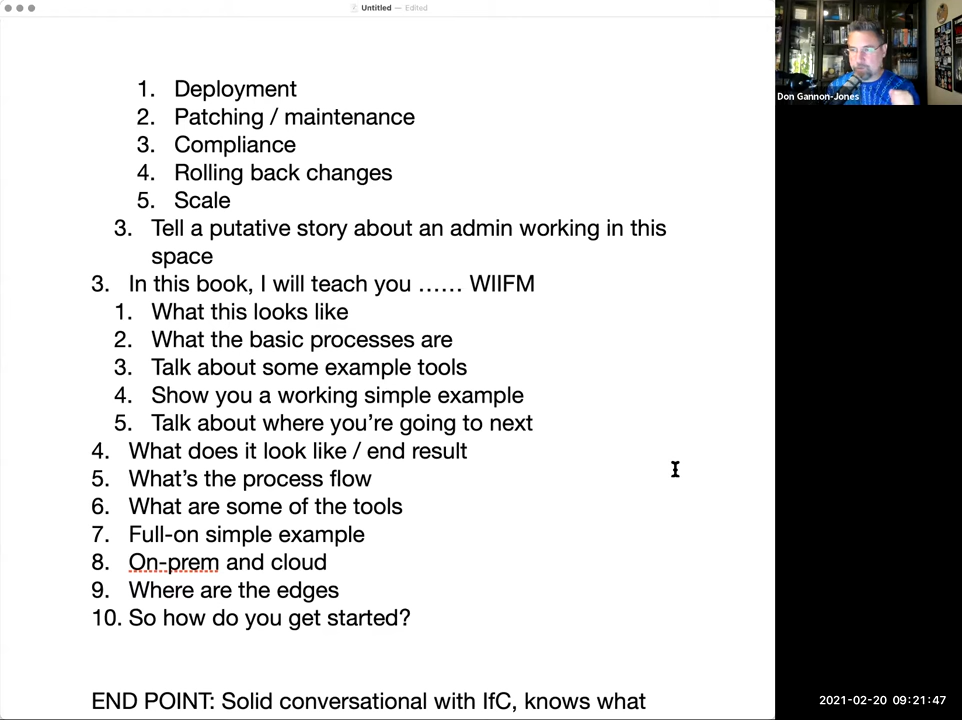 Untitled — Edited
1. Deployment
2. Patching / maintenance
3. Compliance
4. Rolling back changes
5. Scale
3. Tell a putative story about an admin working in this
space
3. In this book, I will teach you …… WIIFM
1. What this looks like
2. What the basic processes are
3. Talk about some example tools
4. Show you a working simple example
5. Talk about where you’re going to next
4. What does it look like / end result
5. What’s the process flow
6. What are some of the tools
7. Full-on simple example
8. On-prem and cloud
9. Where are the edges
10. So how do you get started?
END POINT: Solid conversational with IfC, knows what
Don Gannon-Jones
2021-02-20 09:21:47